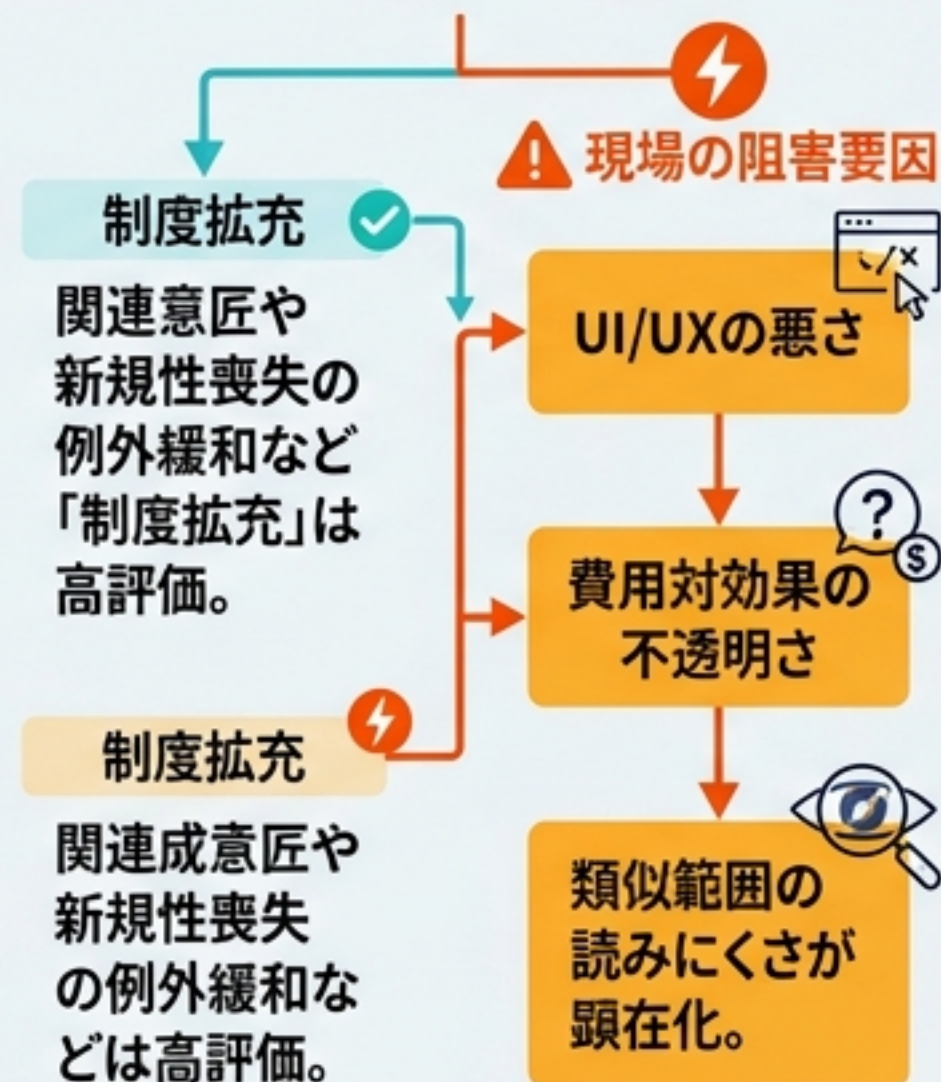 現場の阻害要因
制度拡充
関連意匠や
新規性喪失の
例外緩和など
「制度拡充」は
高評価。
制度拡充
関連成意匠や
新規性喪失
の例外緩和な
どは高評価。
UI/UXの悪さ
費用対効果の
不透明さ
類似範囲の
読みにくさが
顕在化。